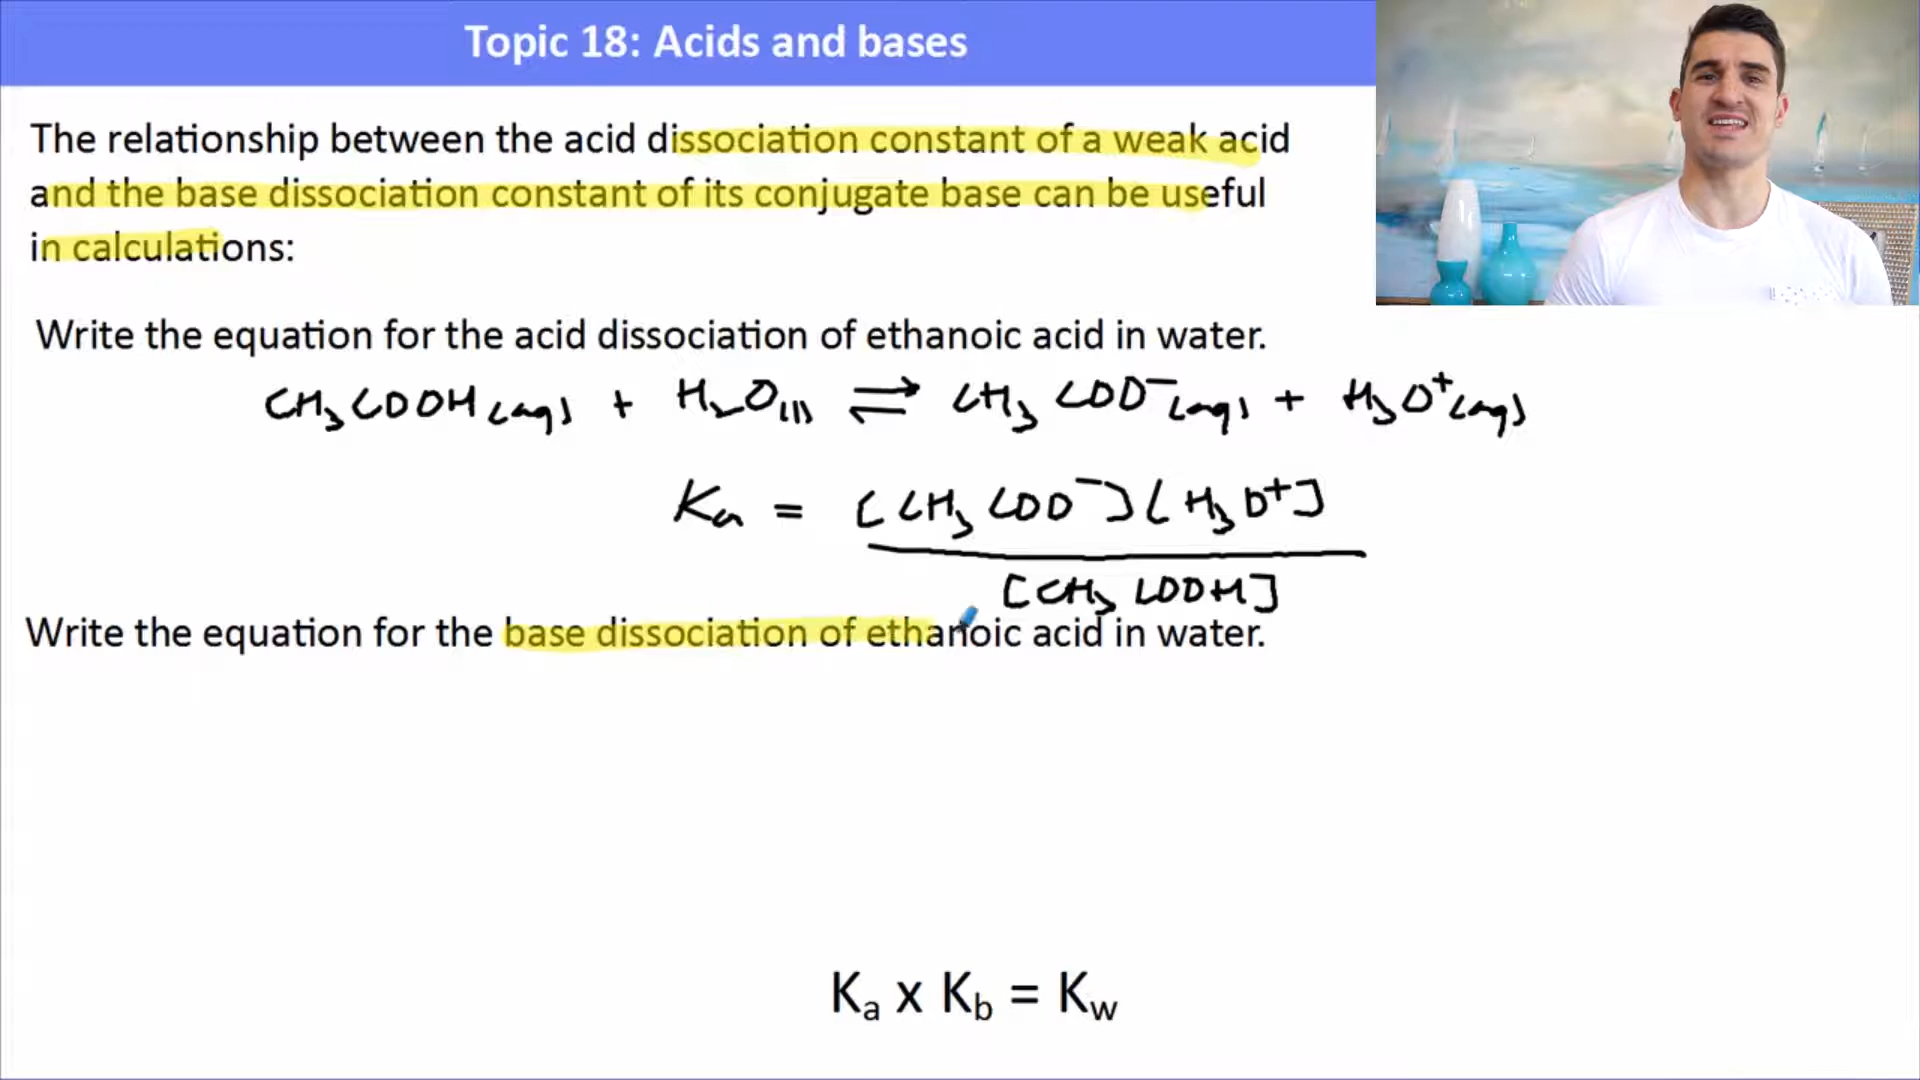 Topic 18: Acids and bases
The relationship between the acid dissociation constant of a weak acid
and the base dissociation constant of its conjugate base can be useful
in calculations:
Write the equation for the acid dissociation of ethanoic acid in water.
CH₃COOH(aq) + H₂O(l) ⇌ CH₃COO⁻(aq) + H₃O⁺(aq)
Ka = [CH₃COO⁻][H₃O⁺]
[CH₃COOH]
Write the equation for the base dissociation of ethanoic acid in water.
Kₐ x K_b = K_w